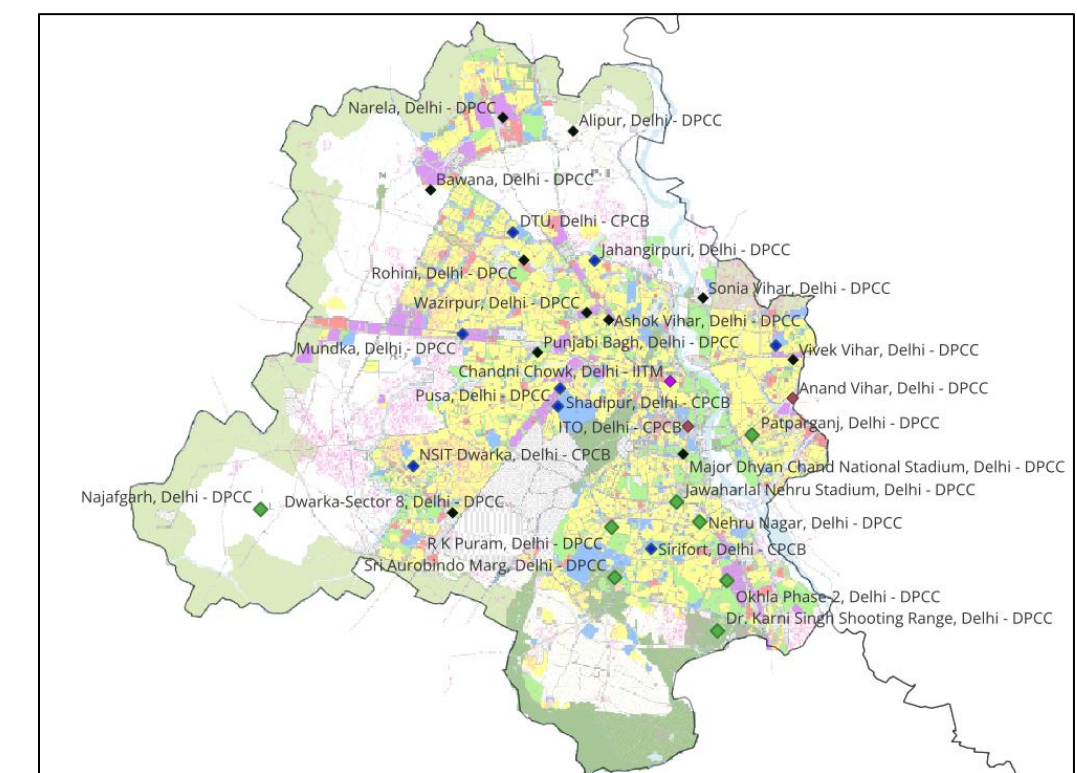 Narela, Delhi - DPCC
Alipur, Delhi - DPCC
Bawana, Delhi - DPCC
DTU, Delhi - CPCB
Jahangirpuri, Delhi - DPCC
Rohini, Delhi - DPCC
Sonia Vihar, Delhi - DPCC
Wazirpur, Delhi - DPCC
Ashok Vihar, Delhi - DPCC
Punjabi Bagh, Delhi - DPCC
Mundka, Delhi - DPCC
Vivek Vihar, Delhi - DPCC
Chandni Chowk, Delhi - IITM
Anand Vihar, Delhi - DPCC
Pusa, Delhi - DPCC
Shadipur, Delhi - CPCB
Patparganj, Delhi - DPCC
ITO, Delhi - CPCB
NSIT Dwarka, Delhi - CPCB
Major Dhyan Chand National Stadium, Delhi - DPCC
Jawaharlal Nehru Stadium, Delhi - DPCC
Najafgarh, Delhi - DPCC
Dwarka-Sector 8, Delhi - DPCC
Nehru Nagar, Delhi - DPCC
R K Puram, Delhi - DPCC
Sirifort, Delhi - CPCB
Sri Aurobindo Marg, Delhi - DPCC
Okhla Phase-2, Delhi - DPCC
Dr. Karni Singh Shooting Range, Delhi - DPCC